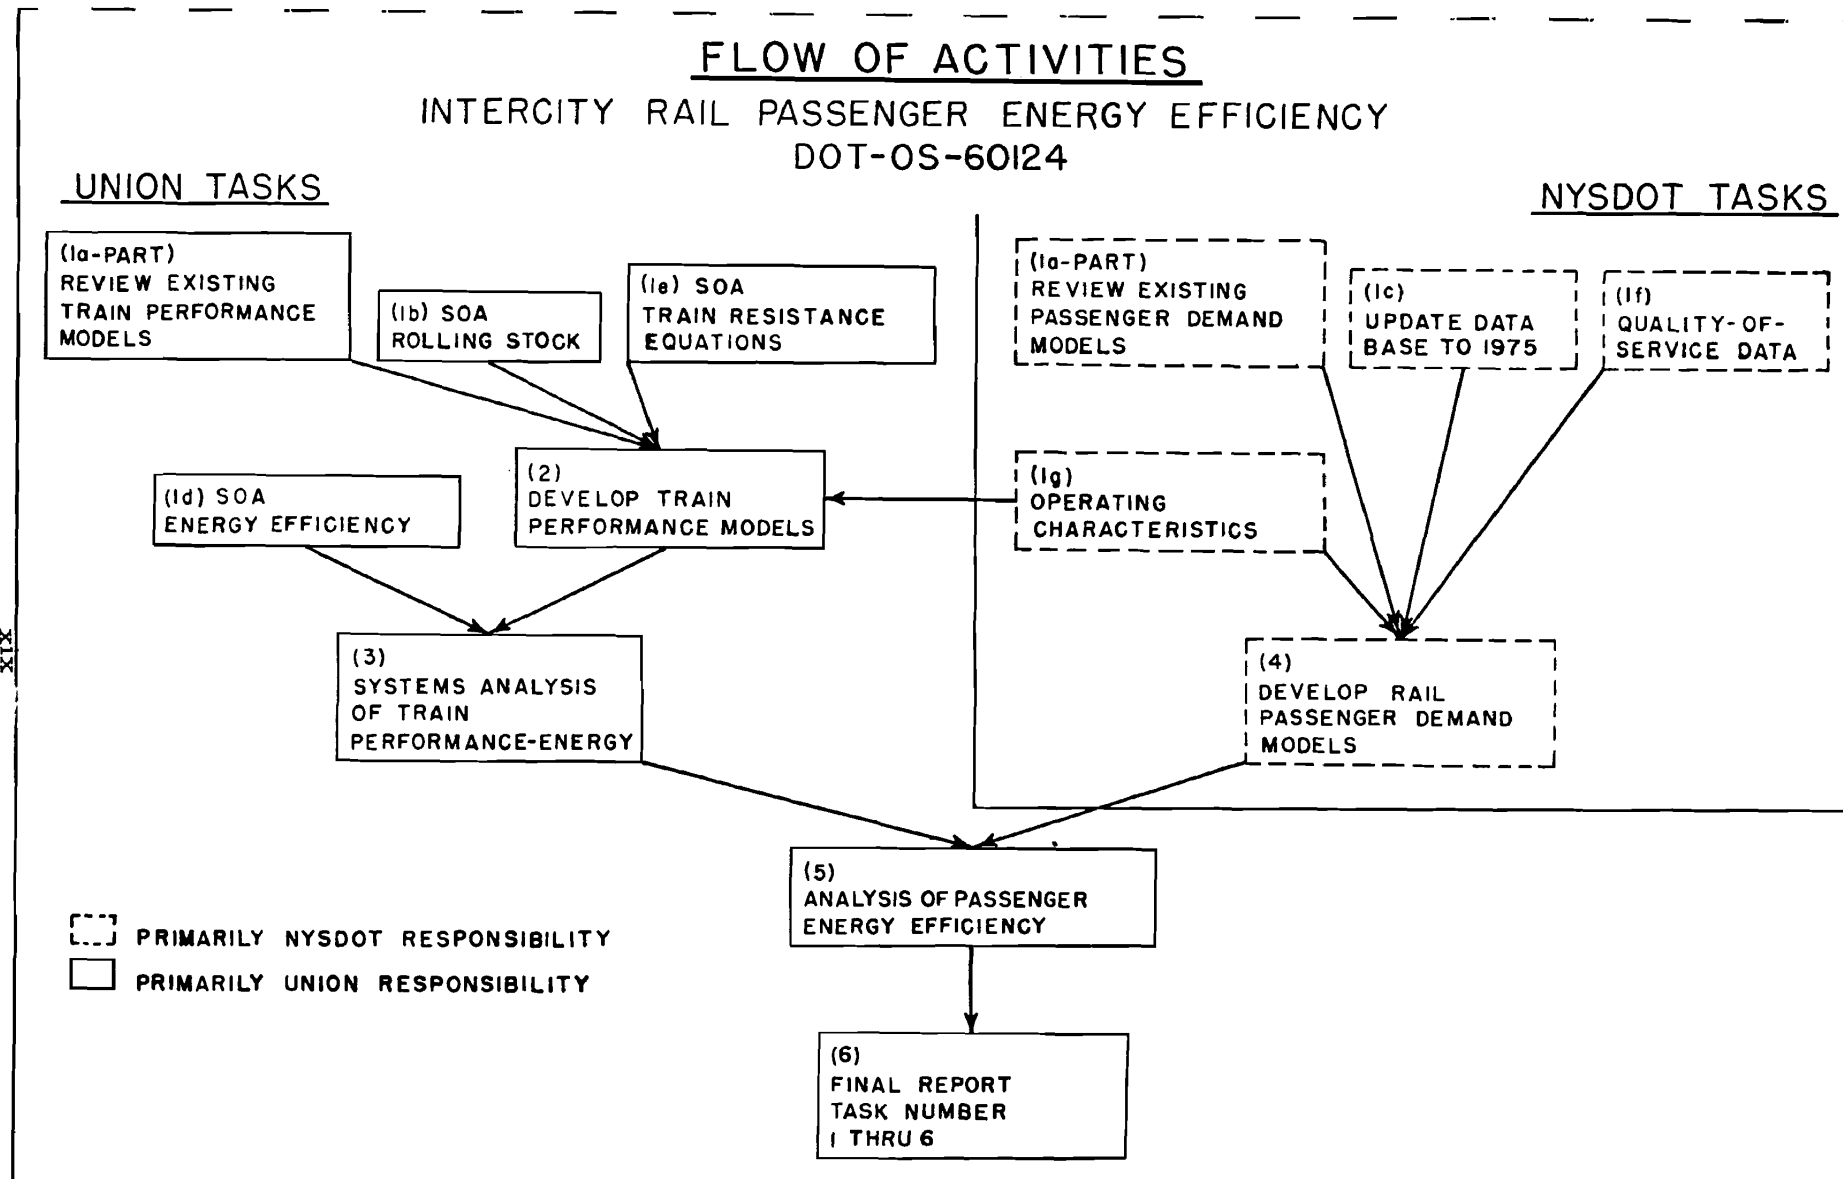 FLOW OF ACTIVITIES
INTERCITY RAIL PASSENGER ENERGY EFFICIENCY
DOT-OS-60124
UNION TASKS
NYSDOT TASKS
(1a-PART)
REVIEW EXISTING
TRAIN PERFORMANCE
MODELS
(1b) SOA
ROLLING STOCK
(1e) SOA
TRAIN RESISTANCE
EQUATIONS
(1a-PART)
REVIEW EXISTING
PASSENGER DEMAND
MODELS
(1c)
UPDATE DATA
BASE TO 1975
(1f)
QUALITY-OF-
SERVICE DATA
(1d) SOA
ENERGY EFFICIENCY
(2)
DEVELOP TRAIN
PERFORMANCE MODELS
(1g)
OPERATING
CHARACTERISTICS
(3)
SYSTEMS ANALYSIS
OF TRAIN
PERFORMANCE-ENERGY
(4)
DEVELOP RAIL
PASSENGER DEMAND
MODELS
xix
(5)
ANALYSIS OF PASSENGER
ENERGY EFFICIENCY
PRIMARILY NYSDOT RESPONSIBILITY
PRIMARILY UNION RESPONSIBILITY
(6)
FINAL REPORT
TASK NUMBER
1 THRU 6